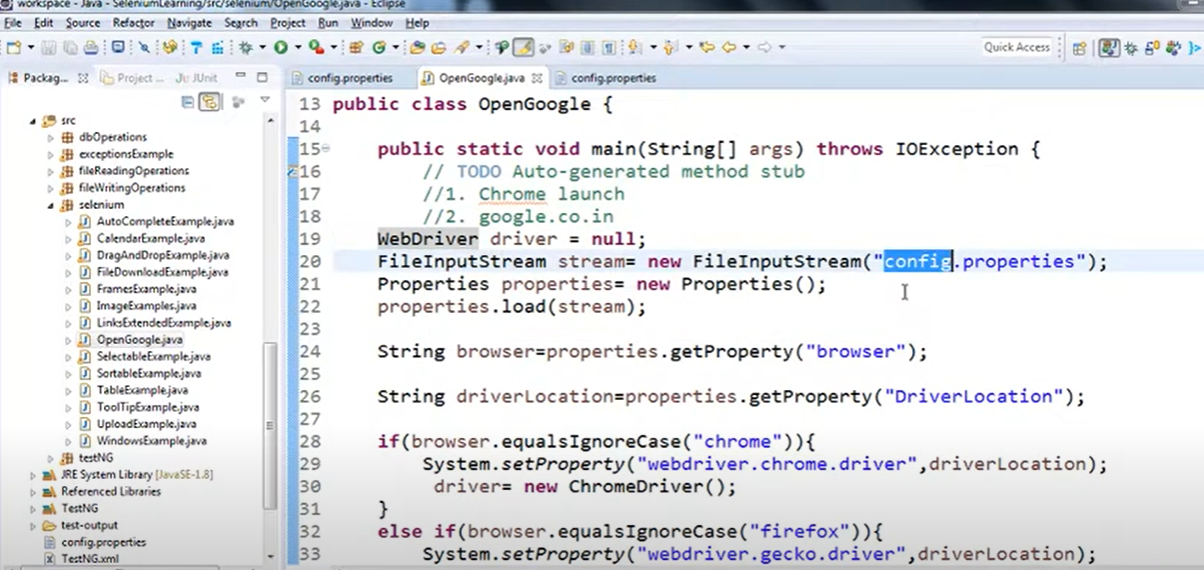 workspace - Java - SeleniumLearning/src/selenium/OpenGoogle.java - Eclipse
File Edit Source Refactor Navigate Search Project Run Window Help
Quick Access
Packag... Project ... JUnit
config.properties OpenGoogle.java config.properties
src
dbOperations
exceptionsExample
fileReadingOperations
fileWritingOperations
selenium
AutoCompleteExample.java
CalendarExample.java
DragAndDropExample.java
FileDownloadExample.java
FramesExample.java
ImageExamples.java
LinksExtendedExample.java
OpenGoogle.java
SelectableExample.java
SortableExample.java
TableExample.java
ToolTipExample.java
UploadExample.java
WindowsExample.java
testNG
JRE System Library [JavaSE-1.8]
Referenced Libraries
TestNG
test-output
config.properties
TestNG.xml
13 public class OpenGoogle {
14
15 public static void main(String[] args) throws IOException {
16 // TODO Auto-generated method stub
17 //1. Chrome launch
18 //2. google.co.in
19 WebDriver driver = null;
20 FileInputStream stream= new FileInputStream("config.properties");
21 Properties properties= new Properties();
22 properties.load(stream);
23
24 String browser=properties.getProperty("browser");
25
26 String driverLocation=properties.getProperty("DriverLocation");
27
28 if(browser.equalsIgnoreCase("chrome")){
29 System.setProperty("webdriver.chrome.driver",driverLocation);
30 driver= new ChromeDriver();
31 }
32 else if(browser.equalsIgnoreCase("firefox")){
33 System.setProperty("webdriver.gecko.driver",driverLocation);